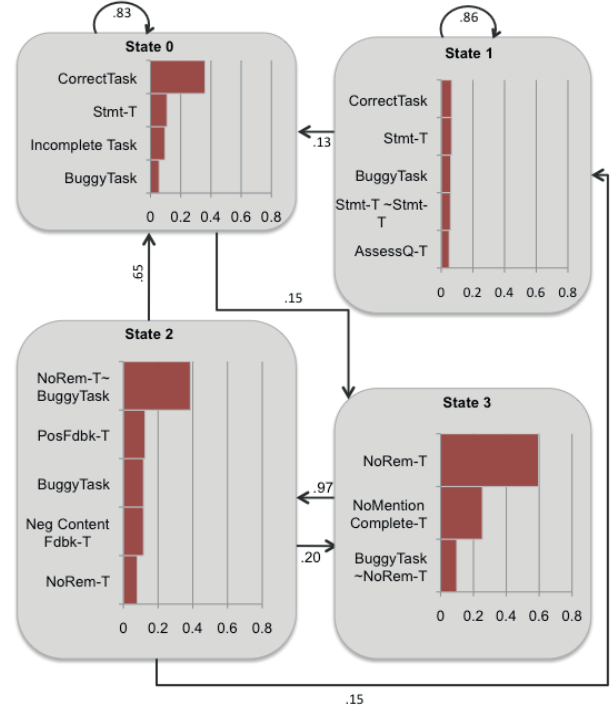 .83
State 0
CorrectTask
Stmt-T
Incomplete Task
BuggyTask
0 0.2 0.4 0.6 0.8
.86
State 1
CorrectTask
Stmt-T
BuggyTask
Stmt-T ~Stmt-
T
AssessQ-T
0 0.2 0.4 0.6 0.8
.13
.65
.15
State 2
NoRem-T~
BuggyTask
PosFdbk-T
BuggyTask
Neg Content
Fdbk-T
NoRem-T
0 0.2 0.4 0.6 0.8
State 3
NoRem-T
NoMention
Complete-T
BuggyTask
~NoRem-T
0 0.2 0.4 0.6 0.8
.97
.20
.15